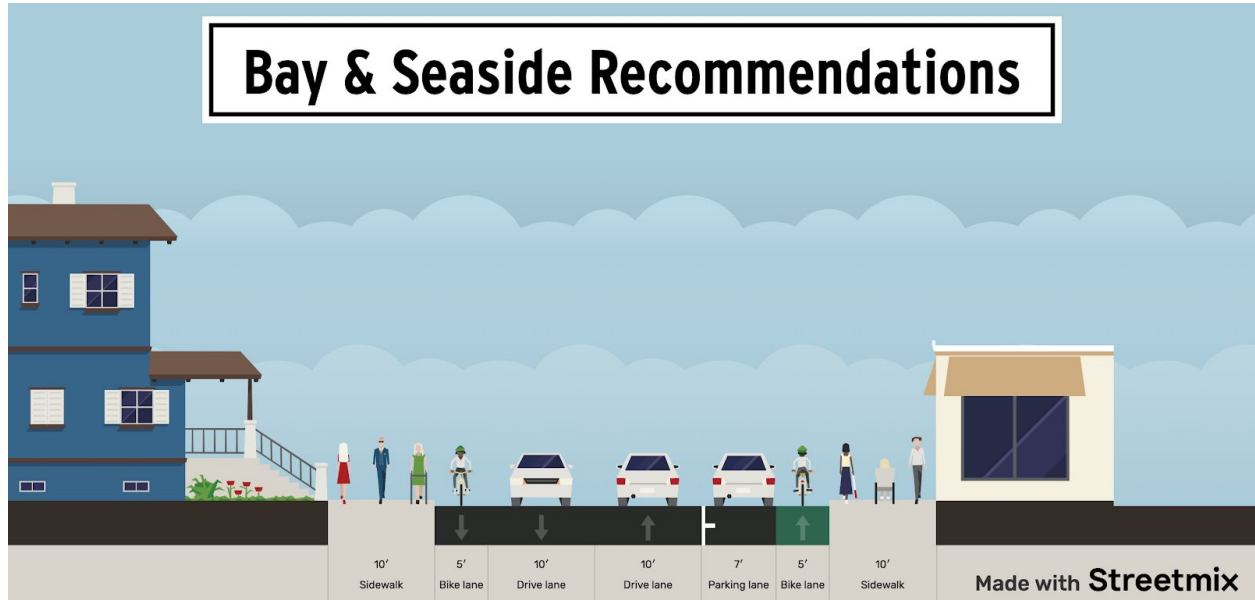 Bay & Seaside Recommendations
10′ 5′ 10′ 10′ 7′ 5′ 10′
Sidewalk Bike lane Drive lane Drive lane Parking lane Bike lane Sidewalk
Made with Streetmix